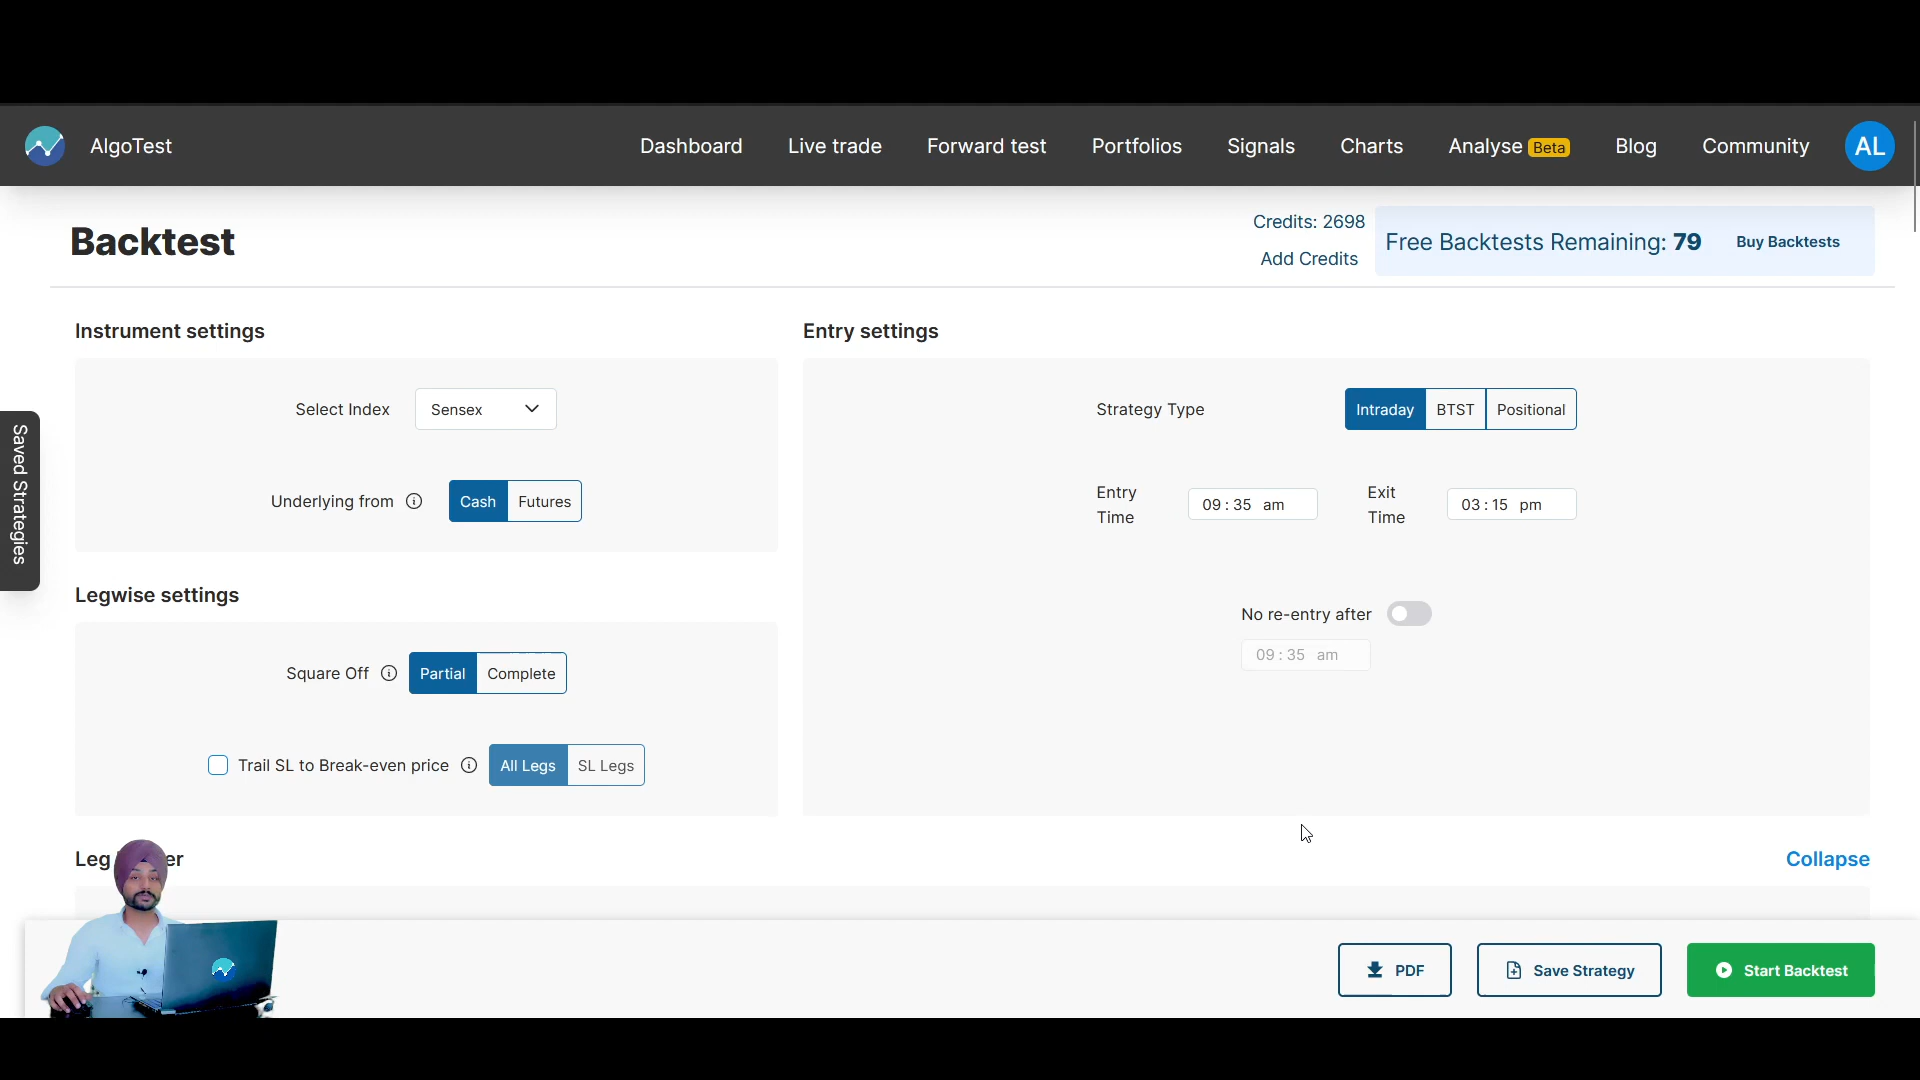 AlgoTest
Dashboard
Live trade
Forward test
Portfolios
Signals
Charts
Analyse Beta
Blog
Community
AL
Backtest
Credits: 2698
Add Credits
Free Backtests Remaining: 79
Buy Backtests
Saved Strategies
Instrument settings
Select Index
Sensex
Underlying from
Cash
Futures
Legwise settings
Square Off
Partial
Complete
Trail SL to Break-even price
All Legs
SL Legs
Entry settings
Strategy Type
Intraday
BTST
Positional
Entry
Time
09:35 am
Exit
Time
03:15 pm
No re-entry after
09:35 am
Leg
er
Collapse
PDF
Save Strategy
Start Backtest